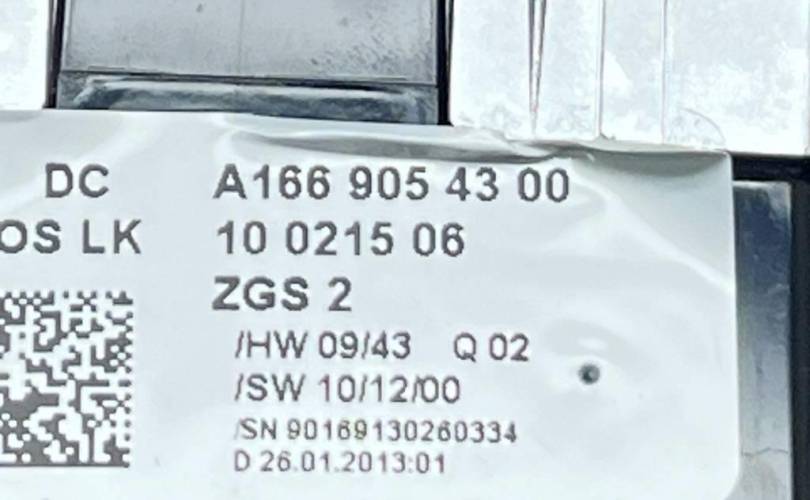 DC A166 905 43 00
OS LK 10 0215 06
ZGS 2
/HW 09/43 Q 02
/SW 10/12/00
/SN 90169130260334
D 26.01.2013:01